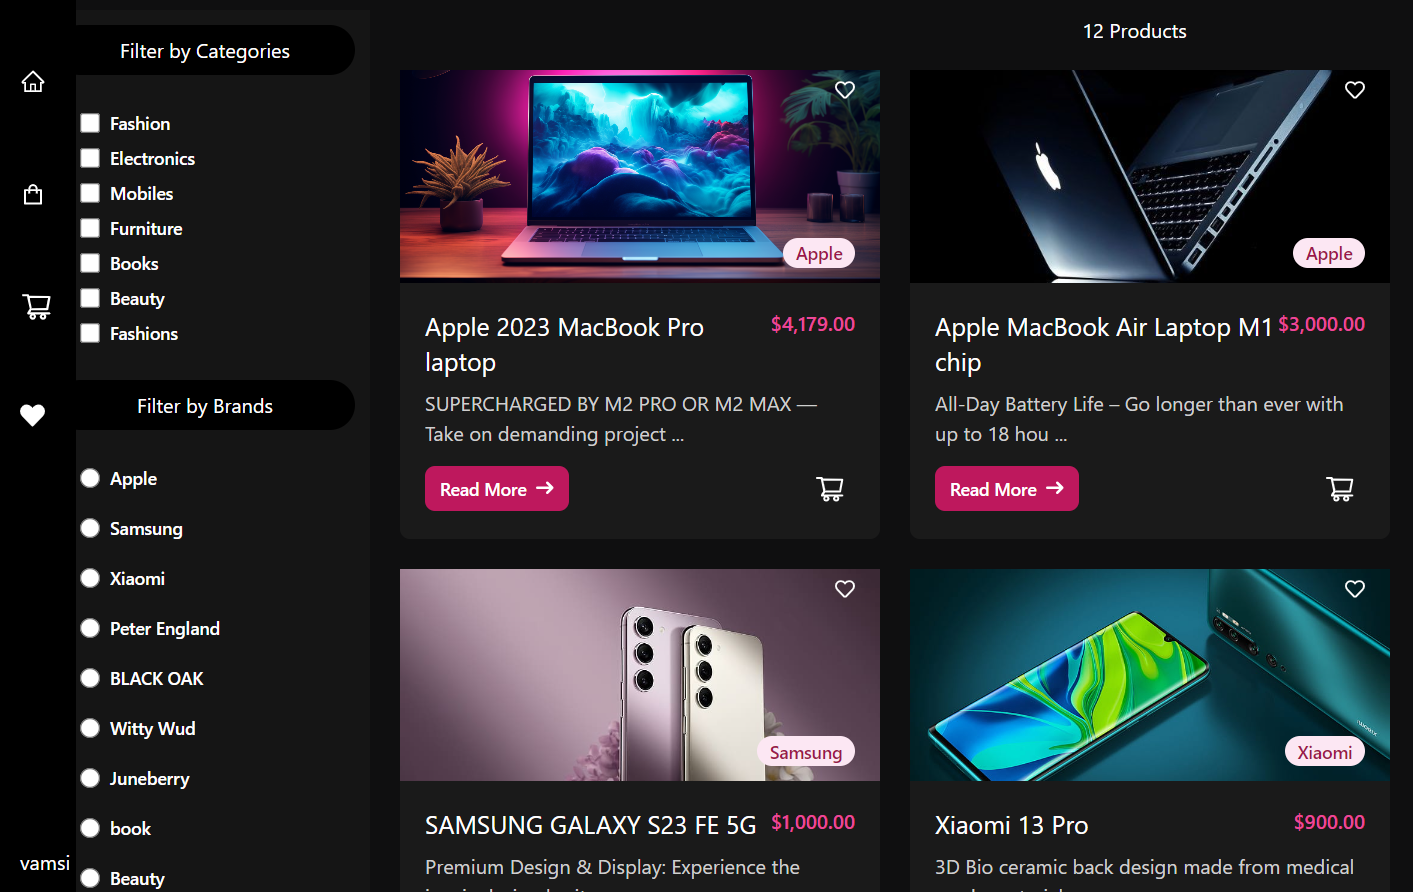 12 Products
Filter by Categories
Fashion
Electronics
Mobiles
Furniture
Books
Beauty
Fashions
Filter by Brands
Apple
Samsung
Xiaomi
Peter England
BLACK OAK
Witty Wud
Juneberry
book
Beauty
vamsi
Apple
Apple 2023 MacBook Pro
laptop
$4,179.00
SUPERCHARGED BY M2 PRO OR M2 MAX —
Take on demanding project ...
Read More
Apple
Apple MacBook Air Laptop M1
chip
$3,000.00
All-Day Battery Life – Go longer than ever with
up to 18 hou ...
Read More
Samsung
SAMSUNG GALAXY S23 FE 5G
$1,000.00
Premium Design & Display: Experience the
Xiaomi
Xiaomi 13 Pro
$900.00
3D Bio ceramic back design made from medical